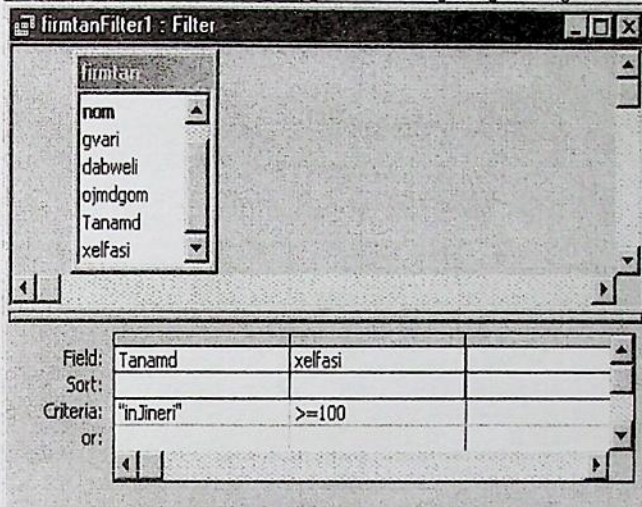 firmtanFilter1 : Filter
firmtan
nom
gvari
dabweli
ojmdgom
Tanamd
xelfasi
Field: Tanamd xelfasi
Sort:
Criteria: "inJineri" >=100
or: